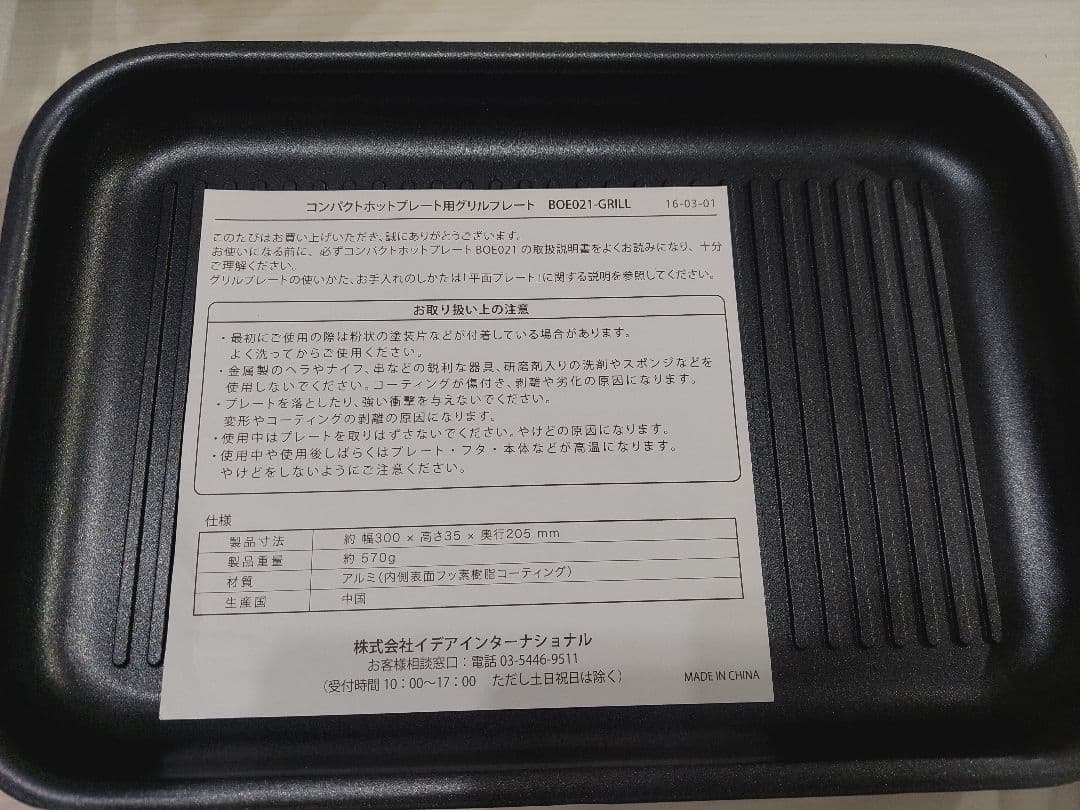 コンパクトホットプレート用グリルプレート BOE021-GRILL 16-03-01
このたびはお買い上げいただき、誠にありがとうございます。
お使いになる前に、必ずコンパクトホットプレート BOE021 の取扱説明書をよくお読みになり、十分
ご理解ください。
グリルプレートの使いかた、お手入れのしかたは「平面プレート」に関する説明を参照してください。
お取り扱い上の注意
・最初にご使用の際は粉状の塗装片などが付着している場合があります。
よく洗ってからご使用ください。
・金属製のヘラやナイフ、串などの鋭利な器具、研磨剤入りの洗剤やスポンジなどを
使用しないでください。コーティングが傷付き、剥離や劣化の原因になります。
・プレートを落としたり、強い衝撃を与えないでください。
変形やコーティングの剥離の原因になります。
・使用中はプレートを取りはずさないでください。やけどの原因になります。
・使用中や使用後しばらくはプレート・フタ・本体などが高温になります。
やけどをしないようにご注意ください。
仕様
製品寸法 約 幅300 × 高さ35 × 奥行205 mm
製品重量 約 570g
材質 アルミ(内側表面フッ素樹脂コーティング)
生産国 中国
株式会社イデアインターナショナル
お客様相談窓口：電話 03-5446-9511
(受付時間 10：00～17：00 ただし土日祝日は除く)
MADE IN CHINA